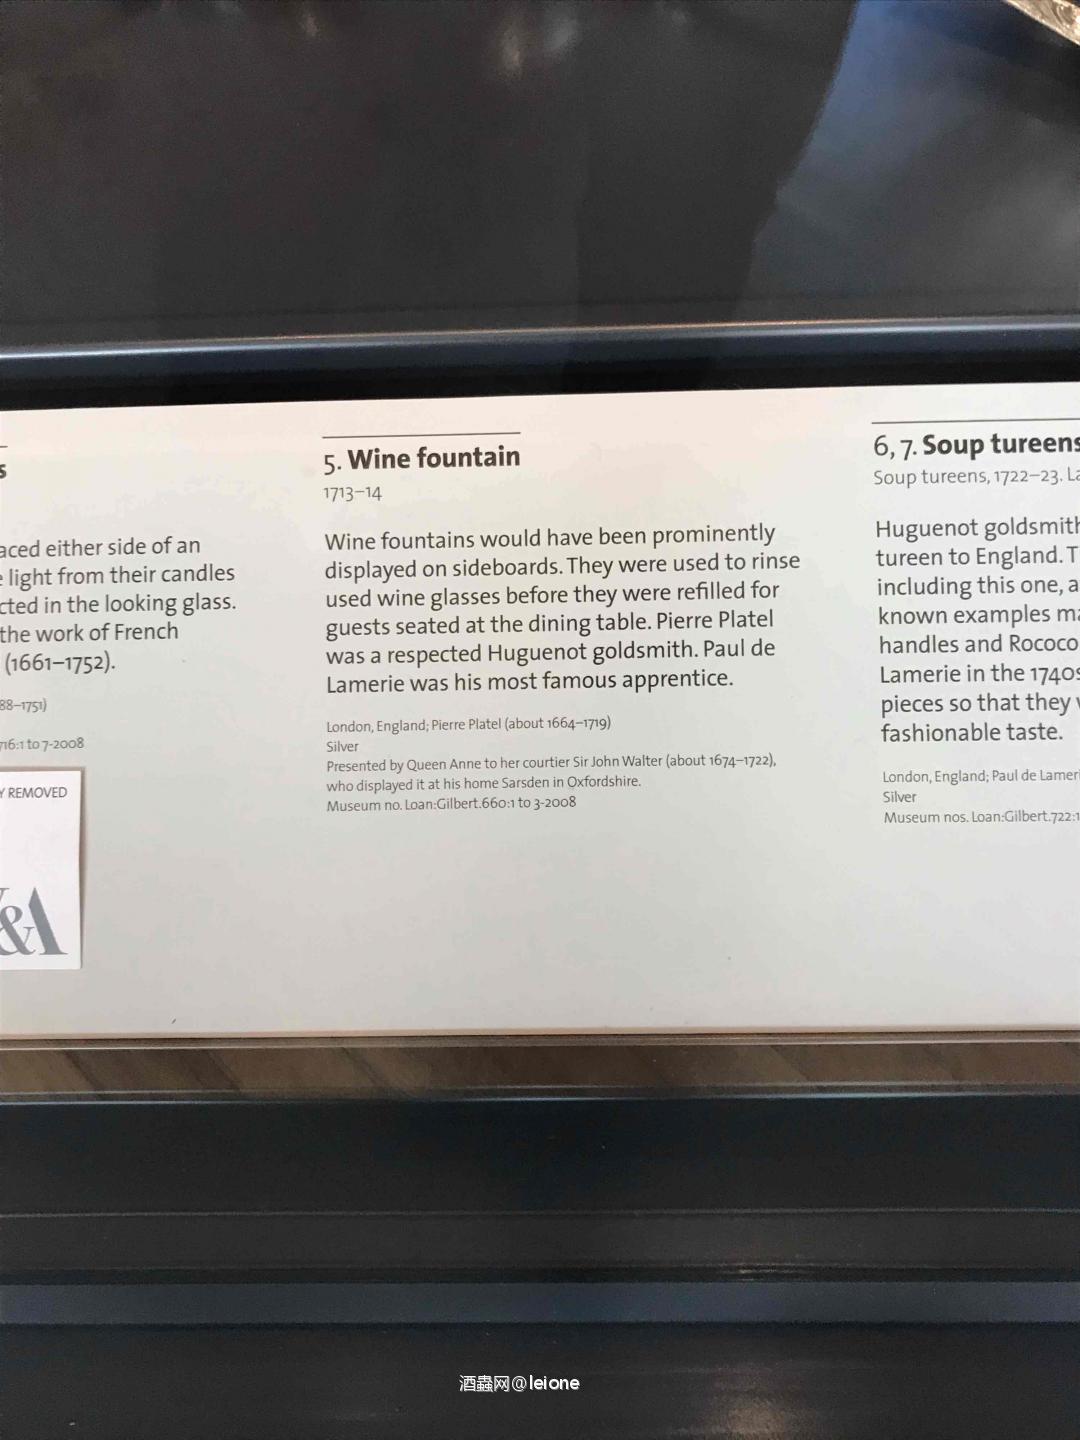 s
aced either side of an
light from their candles
cted in the looking glass.
the work of French
(1661–1752).
88–1751)
716:1 to 7-2008
REMOVED
&A
5. Wine fountain
1713–14
Wine fountains would have been prominently
displayed on sideboards. They were used to rinse
used wine glasses before they were refilled for
guests seated at the dining table. Pierre Platel
was a respected Huguenot goldsmith. Paul de
Lamerie was his most famous apprentice.
London, England; Pierre Platel (about 1664–1719)
Silver
Presented by Queen Anne to her courtier Sir John Walter (about 1674–1722),
who displayed it at his home Sarsden in Oxfordshire.
Museum no. Loan:Gilbert.660:1 to 3-2008
6, 7. Soup tureens
Soup tureens, 1722–23. La
Huguenot goldsmith
tureen to England. T
including this one, a
known examples ma
handles and Rococo
Lamerie in the 1740s
pieces so that they
fashionable taste.
London, England; Paul de Lameri
Silver
Museum nos. Loan:Gilbert.722:1
酒蟲网@leione